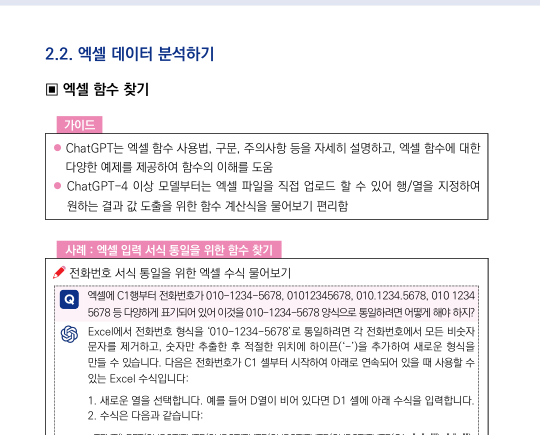 2.2. 엑셀 데이터 분석하기
▣ 엑셀 함수 찾기
가이드
● ChatGPT는 엑셀 함수 사용법, 구문, 주의사항 등을 자세히 설명하고, 엑셀 함수에 대한
다양한 예제를 제공하여 함수의 이해를 도움
● ChatGPT-4 이상 모델부터는 엑셀 파일을 직접 업로드 할 수 있어 행/열을 지정하여
원하는 결과 값 도출을 위한 함수 계산식을 물어보기 편리함
사례 : 엑셀 입력 서식 통일을 위한 함수 찾기
전화번호 서식 통일을 위한 엑셀 수식 물어보기
Q 엑셀에 C1행부터 전화번호가 010-1234-5678, 01012345678, 010.1234.5678, 010 1234
5678 등 다양하게 표기되어 있어 이것을 010-1234-5678 양식으로 통일하려면 어떻게 해야 하지?
Excel에서 전화번호 형식을 '010-1234-5678'로 통일하려면 각 전화번호에서 모든 비숫자
문자를 제거하고, 숫자만 추출한 후 적절한 위치에 하이픈('-')을 추가하여 새로운 형식을
만들 수 있습니다. 다음은 전화번호가 C1 셀부터 시작하여 아래로 연속되어 있을 때 사용할 수
있는 Excel 수식입니다:
1. 새로운 열을 선택합니다. 예를 들어 D열이 비어 있다면 D1 셀에 아래 수식을 입력합니다.
2. 수식은 다음과 같습니다: